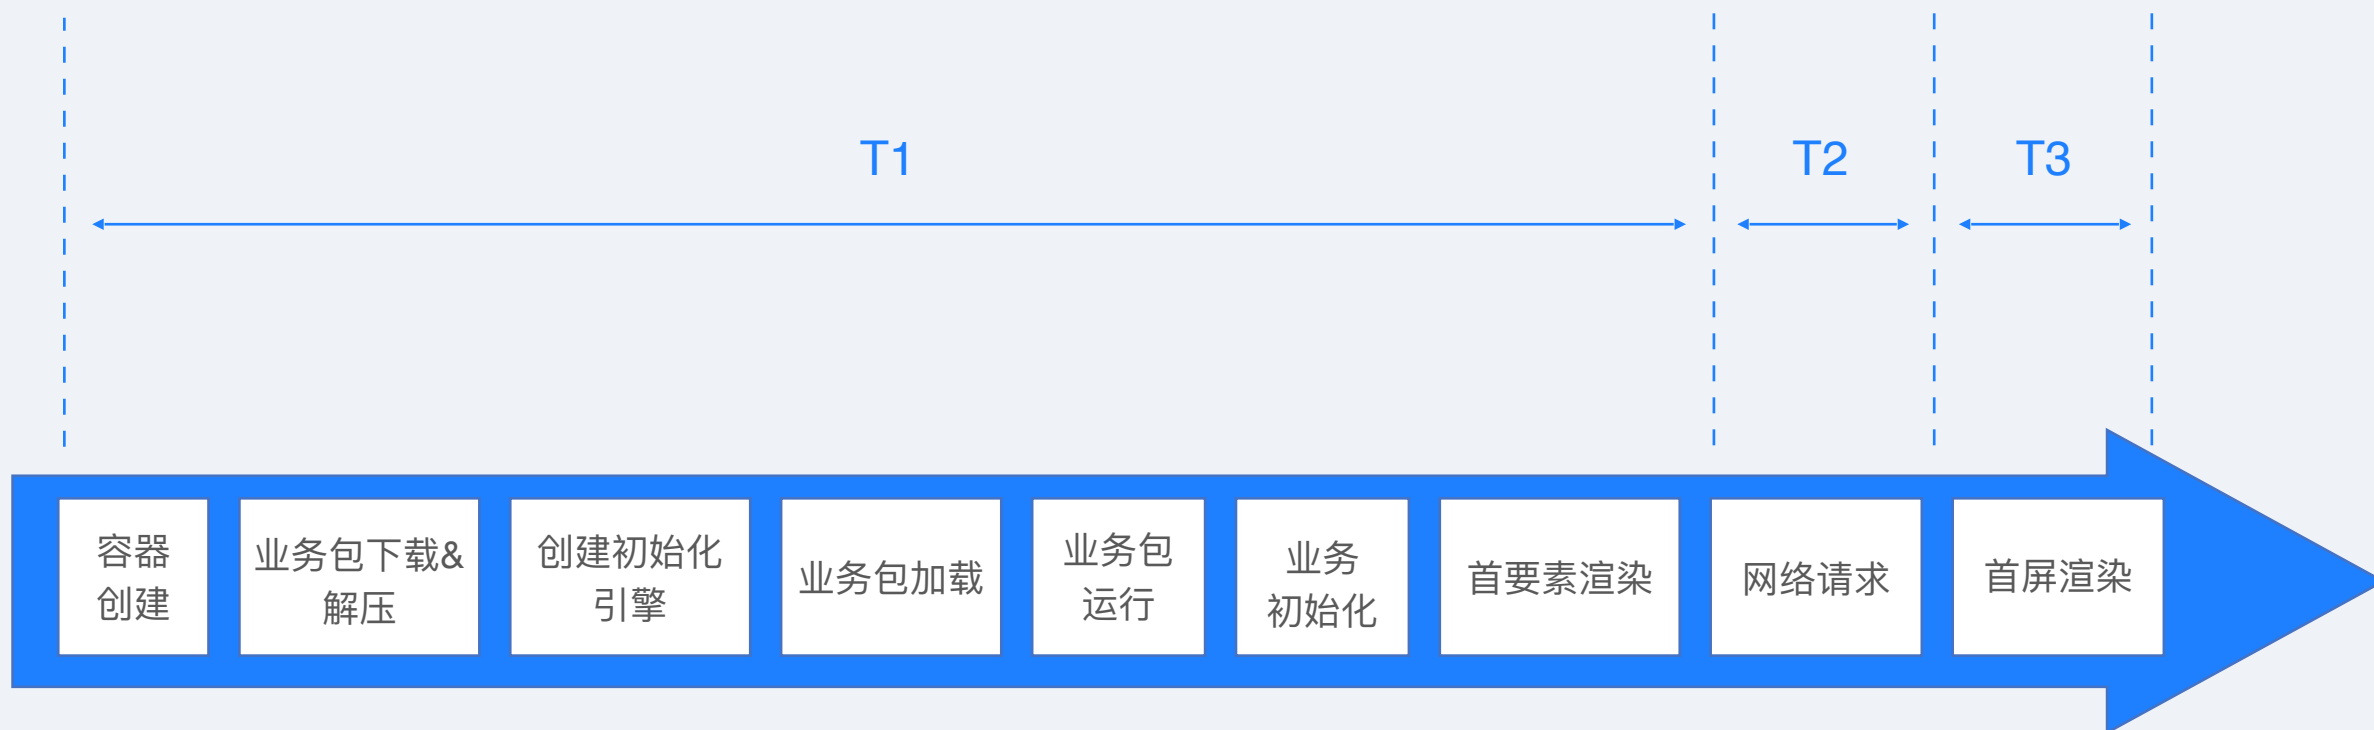 T1
T2
T3
容器
创建
业务包下载&
解压
创建初始化
引擎
业务包加载
业务包
运行
业务
初始化
首要素渲染
网络请求
首屏渲染